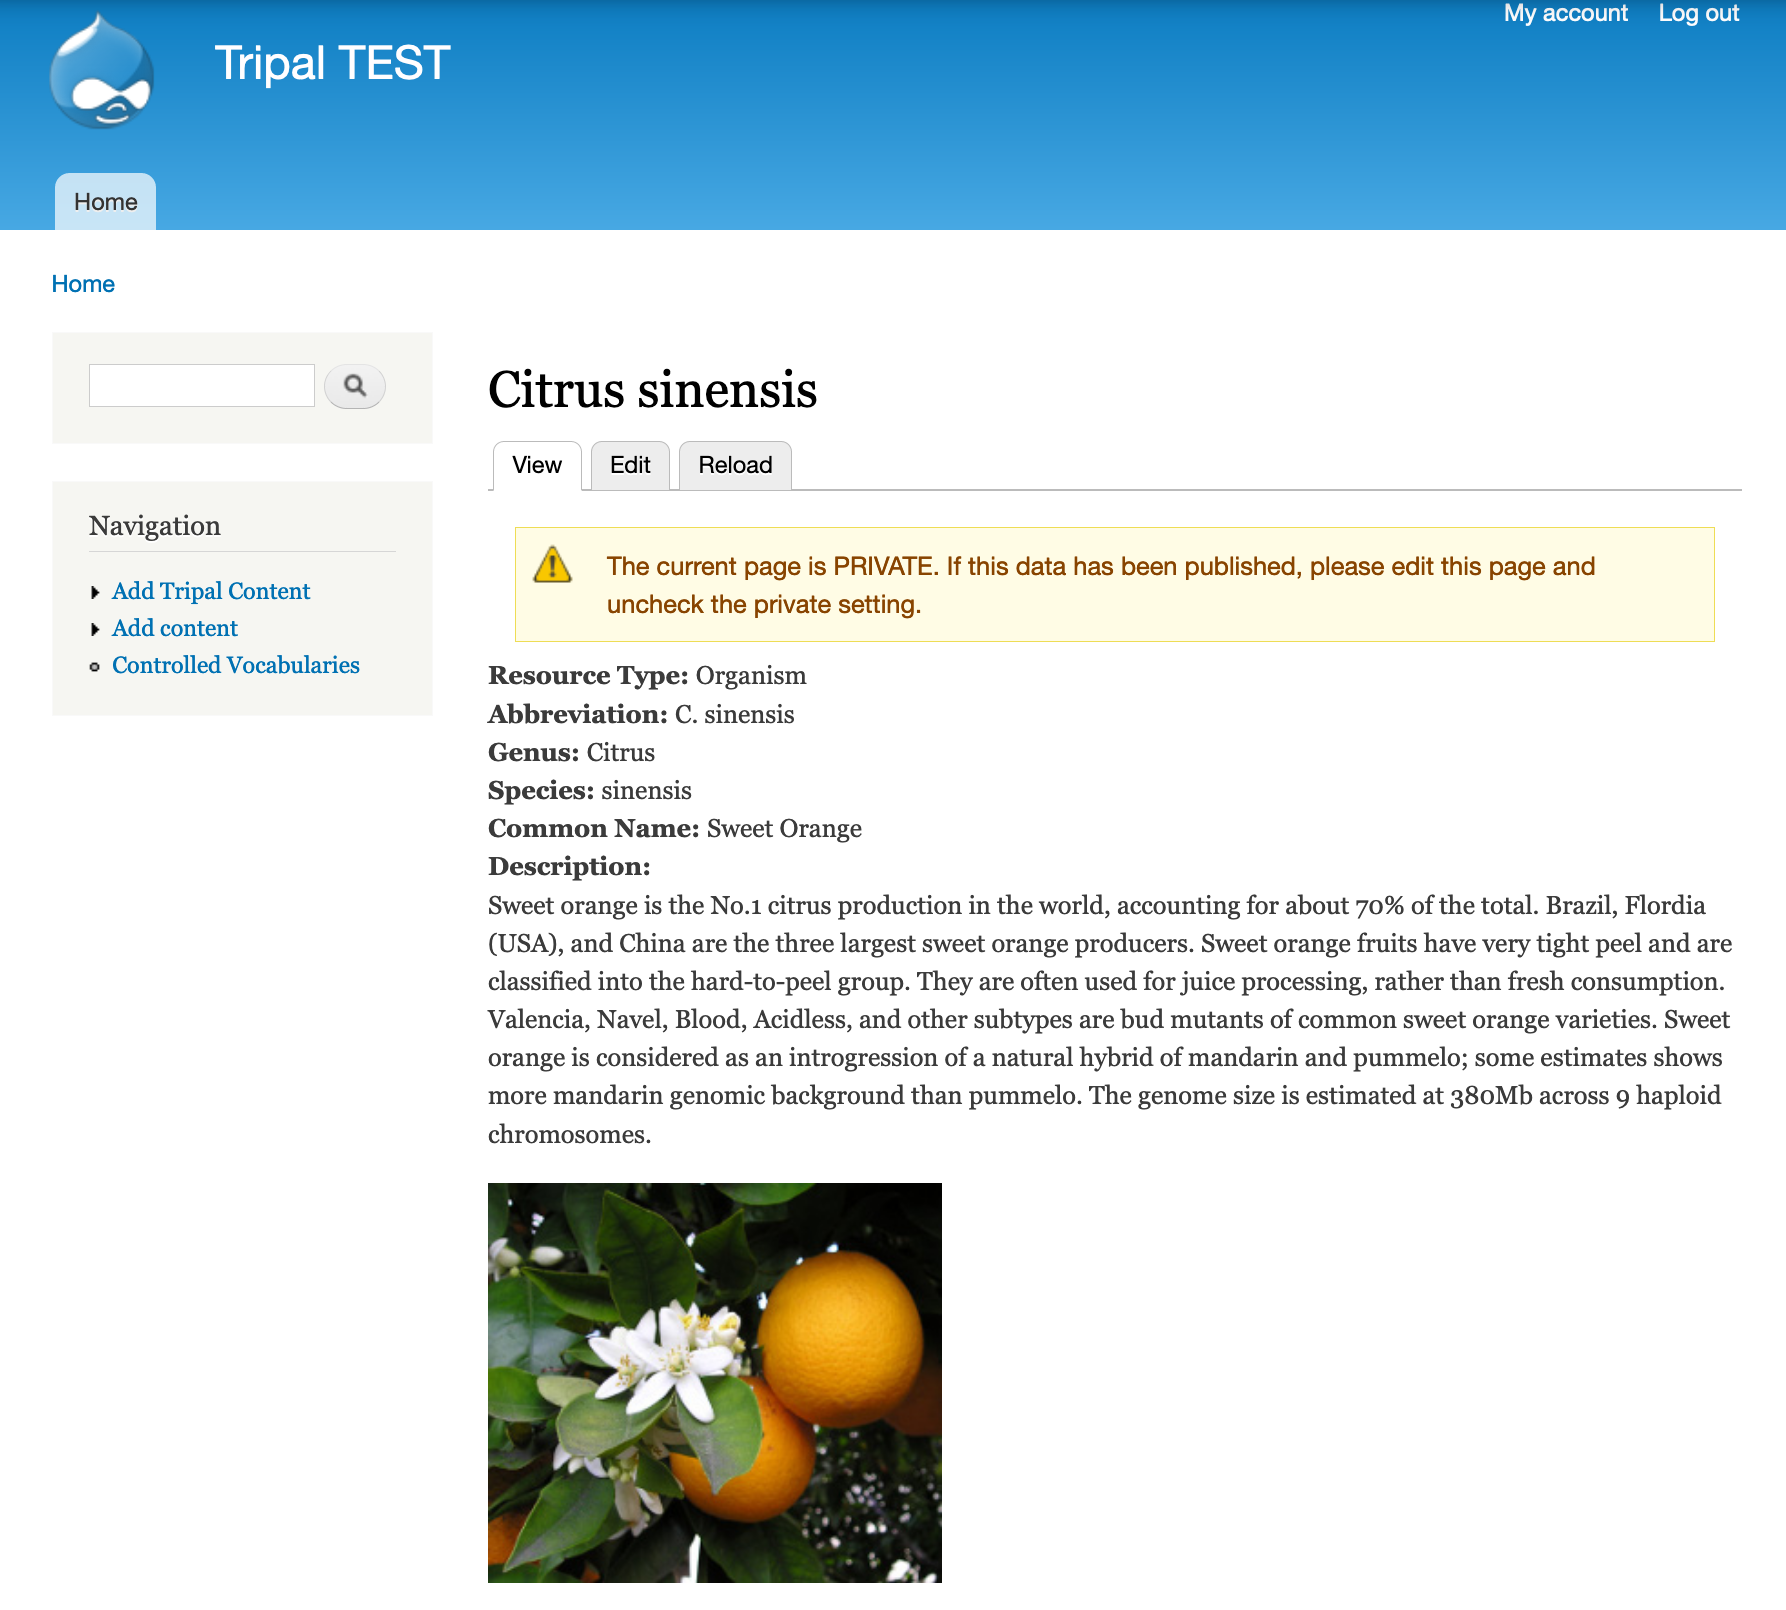 My account Log out
Tripal TEST
Home
Home
Citrus sinensis
View Edit Reload
Navigation
Add Tripal Content
Add content
Controlled Vocabularies
The current page is PRIVATE. If this data has been published, please edit this page and
uncheck the private setting.
Resource Type: Organism
Abbreviation: C. sinensis
Genus: Citrus
Species: sinensis
Common Name: Sweet Orange
Description:
Sweet orange is the No.1 citrus production in the world, accounting for about 70% of the total. Brazil, Flordia
(USA), and China are the three largest sweet orange producers. Sweet orange fruits have very tight peel and are
classified into the hard-to-peel group. They are often used for juice processing, rather than fresh consumption.
Valencia, Navel, Blood, Acidless, and other subtypes are bud mutants of common sweet orange varieties. Sweet
orange is considered as an introgression of a natural hybrid of mandarin and pummelo; some estimates shows
more mandarin genomic background than pummelo. The genome size is estimated at 380Mb across 9 haploid
chromosomes.